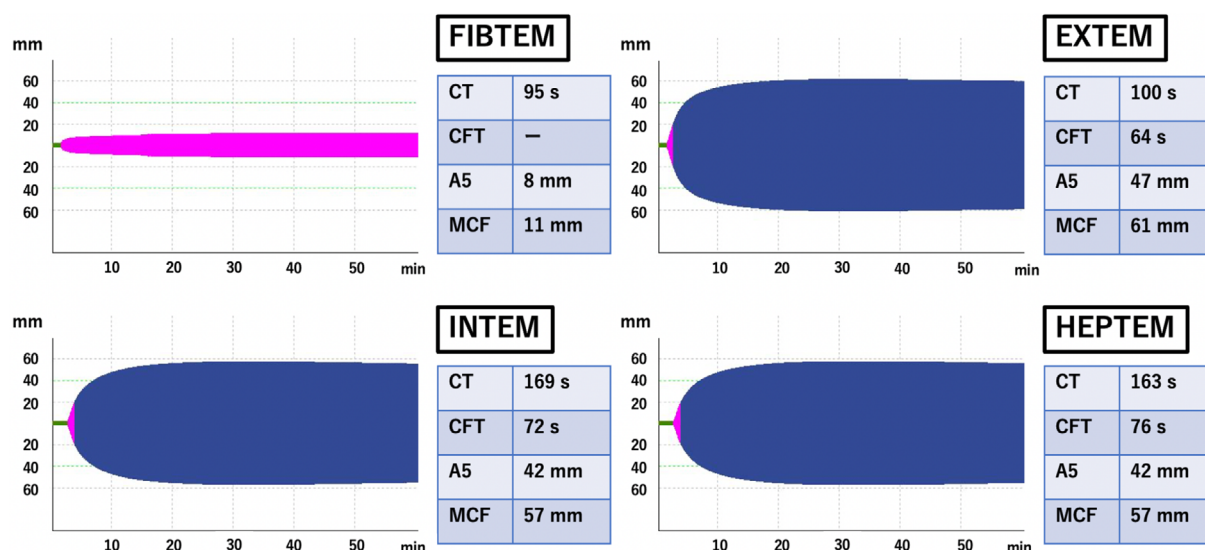 mm
FIBTEM
60
40
20
20
40
60
10 20 30 40 50 min
CT 95 s
CFT —
A5 8 mm
MCF 11 mm
mm
EXTEM
60
40
20
20
40
60
10 20 30 40 50 min
CT 100 s
CFT 64 s
A5 47 mm
MCF 61 mm
mm
INTEM
60
40
20
20
40
60
10 20 30 40 50 min
CT 169 s
CFT 72 s
A5 42 mm
MCF 57 mm
mm
HEPTEM
60
40
20
20
40
60
10 20 30 40 50 min
CT 163 s
CFT 76 s
A5 42 mm
MCF 57 mm